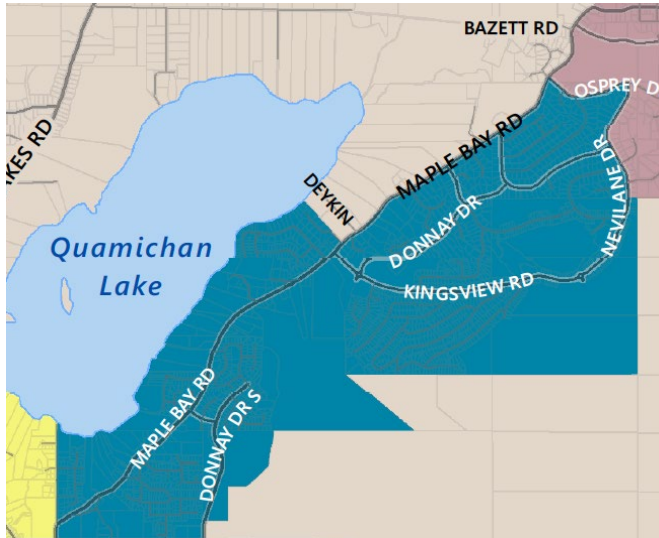 BAZETT RD
OSPREY D
KES RD
MAPLE BAY RD
DEYKIN
NEVILANE DR
DONNAY DR
Quamichan
Lake
KINGSVIEW RD
MAPLE BAY RD
DONNAY DR S